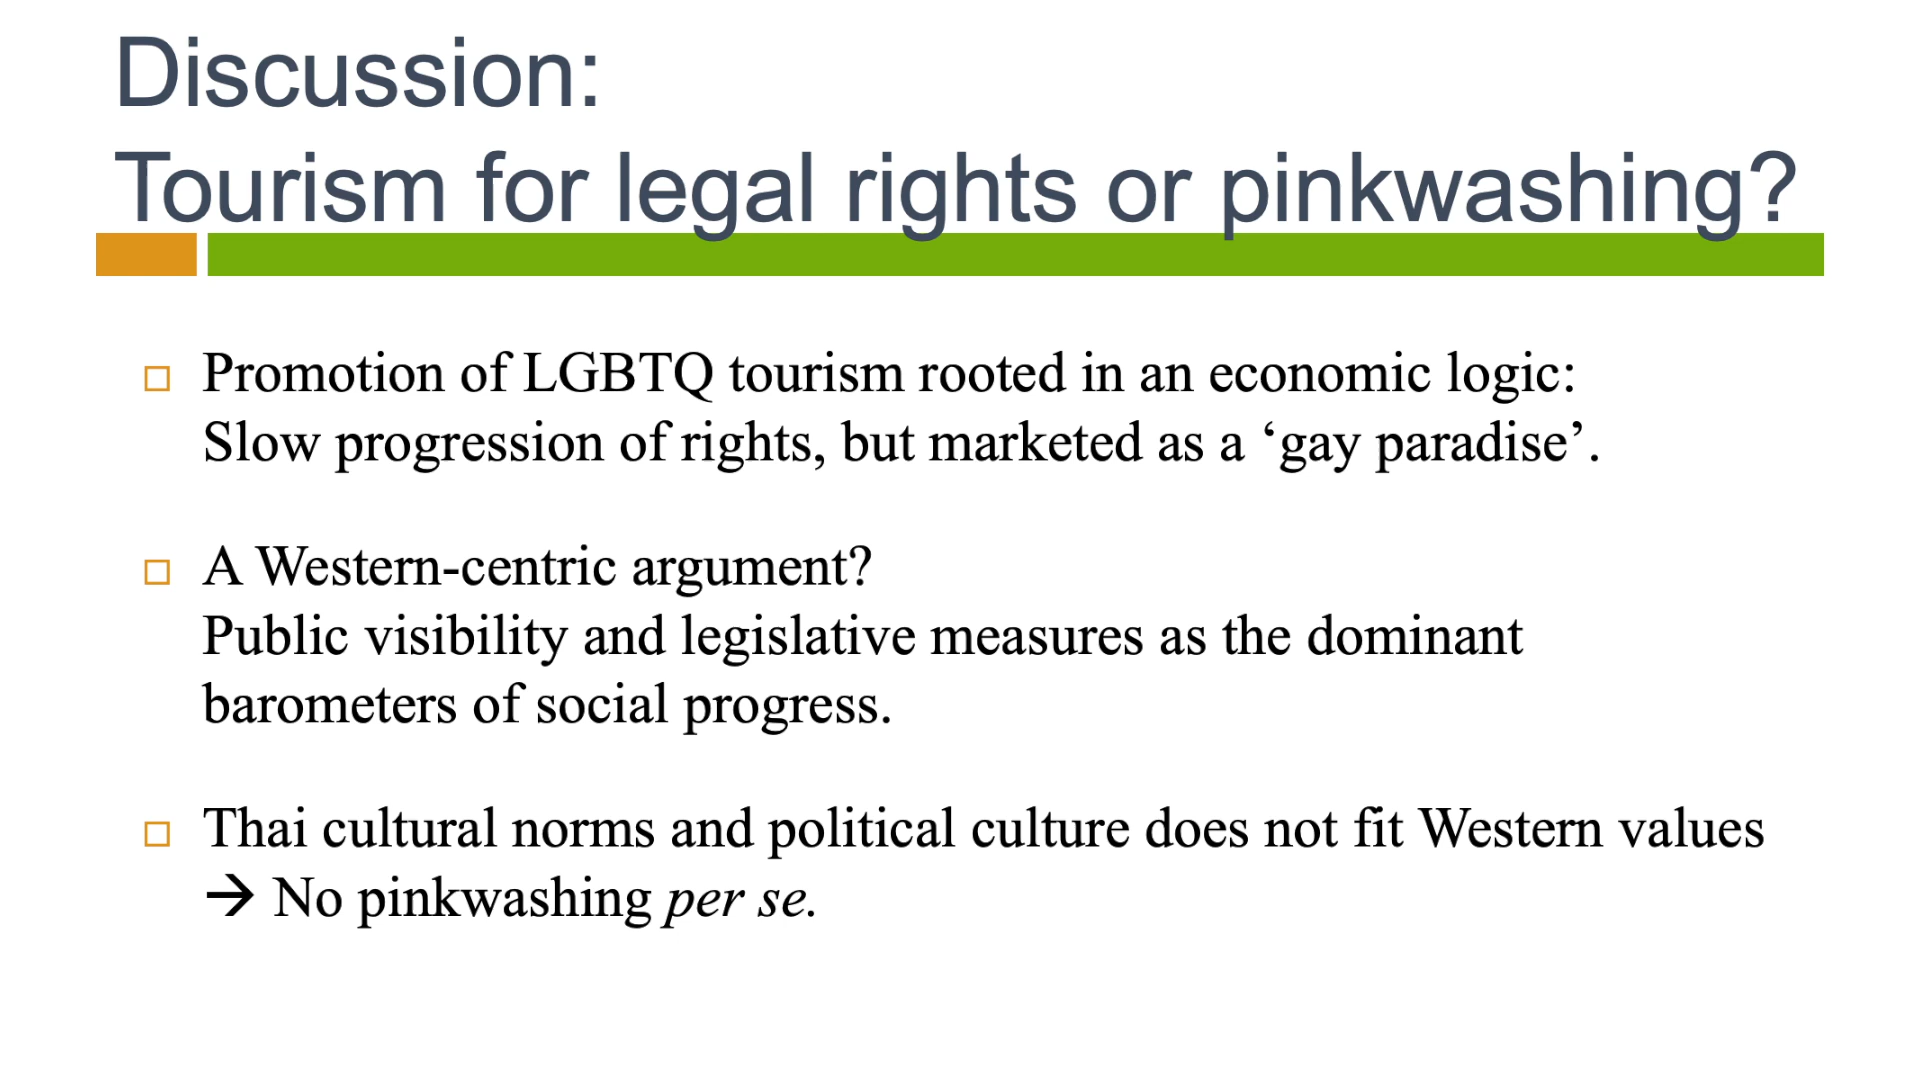 Discussion:
Tourism for legal rights or pinkwashing?
Promotion of LGBTQ tourism rooted in an economic logic:
Slow progression of rights, but marketed as a ‘gay paradise’.
A Western-centric argument?
Public visibility and legislative measures as the dominant
barometers of social progress.
Thai cultural norms and political culture does not fit Western values
→ No pinkwashing per se.